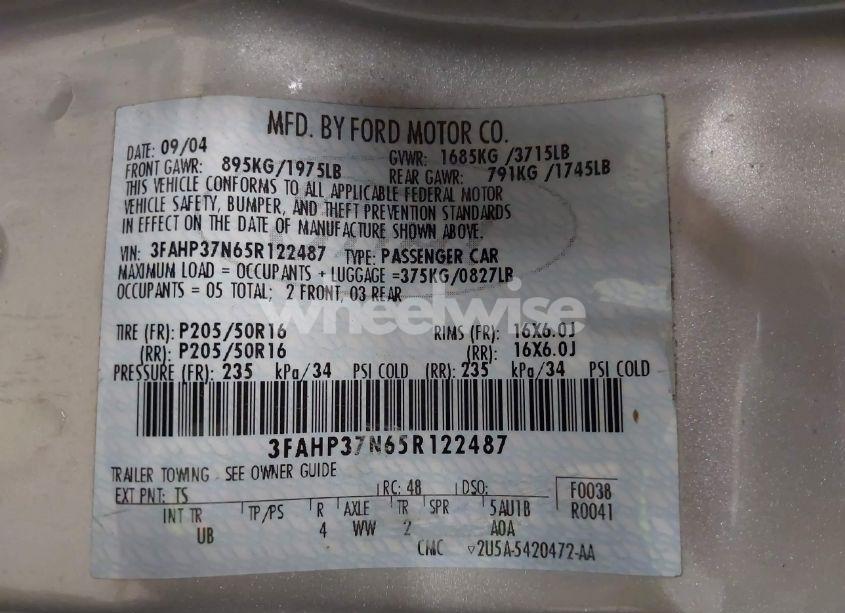 MFD. BY FORD MOTOR CO.
DATE: 09/04 GVWR: 1685KG /3715LB
FRONT GAWR: 895KG/1975LB REAR GAWR: 791KG /1745LB
THIS VEHICLE CONFORMS TO ALL APPLICABLE FEDERAL MOTOR
VEHICLE SAFETY, BUMPER, AND THEFT PREVENTION STANDARDS
IN EFFECT ON THE DATE OF MANUFACTURE SHOWN ABOVE.
VIN: 3FAHP37N65R122487 TYPE: PASSENGER CAR
MAXIMUM LOAD = OCCUPANTS + LUGGAGE =375KG/0827LB
OCCUPANTS = 05 TOTAL; 2 FRONT 03 REAR
wheelwise
TIRE (FR): P205/50R16 RIMS (FR): 16X6.0J
(RR): P205/50R16 (RR): 16X6.0J
PRESSURE (FR): 235 kPa/34 PSI COLD (RR): 235 kPa/34 PSI COLD
3FAHP37N65R122487
TRAILER TOWING - SEE OWNER GUIDE
EXT PNT: TS RC: 48 DSO: F0038
INT TR TP/PS R AXLE TR SPR 5AU1B R0041
UB 4 WW 2 AOA
CMC ▽2U5A-5420472-AA